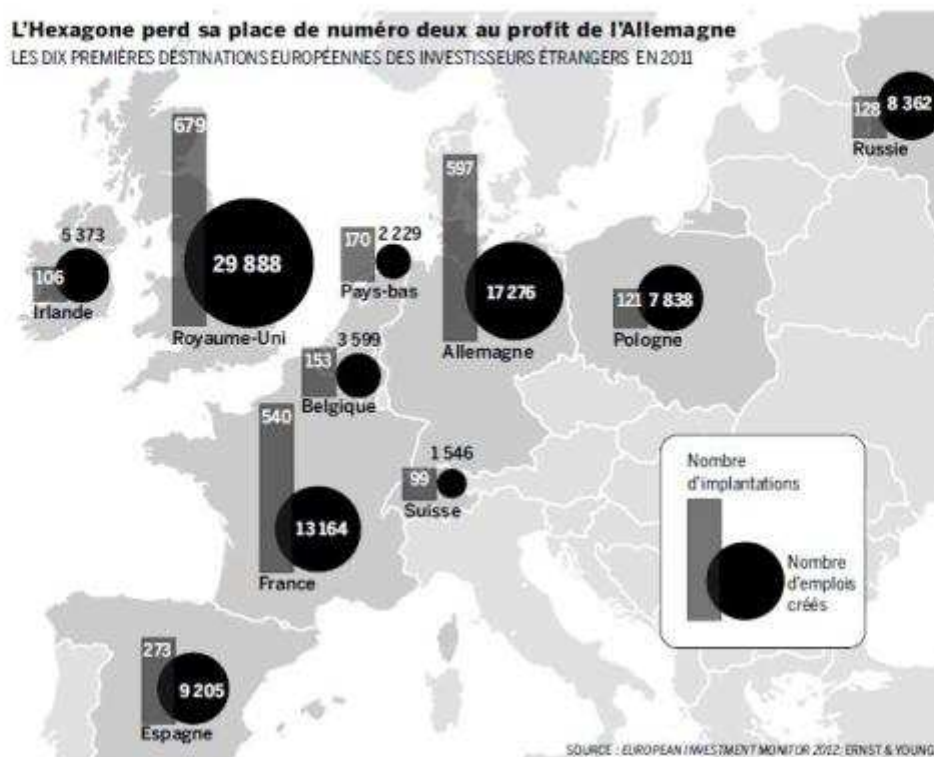 L'Hexagone perd sa place de numéro deux au profit de l'Allemagne
LES DIX PREMIÈRES DESTINATIONS EUROPÉENNES DES INVESTISSEURS ÉTRANGERS EN 2011
679
29 888
Royaume-Uni
5 373
106
Irlande
170
2 229
Pays-bas
597
17 276
Allemagne
128
8 362
Russie
121
7 838
Pologne
153
3 599
Belgique
540
13 164
France
99
1 546
Suisse
273
9 205
Espagne
Nombre
d'implantations
Nombre
d'emplois
créés
SOURCE : EUROPEAN INVESTMENT MONITOR 2012, ERNST & YOUNG